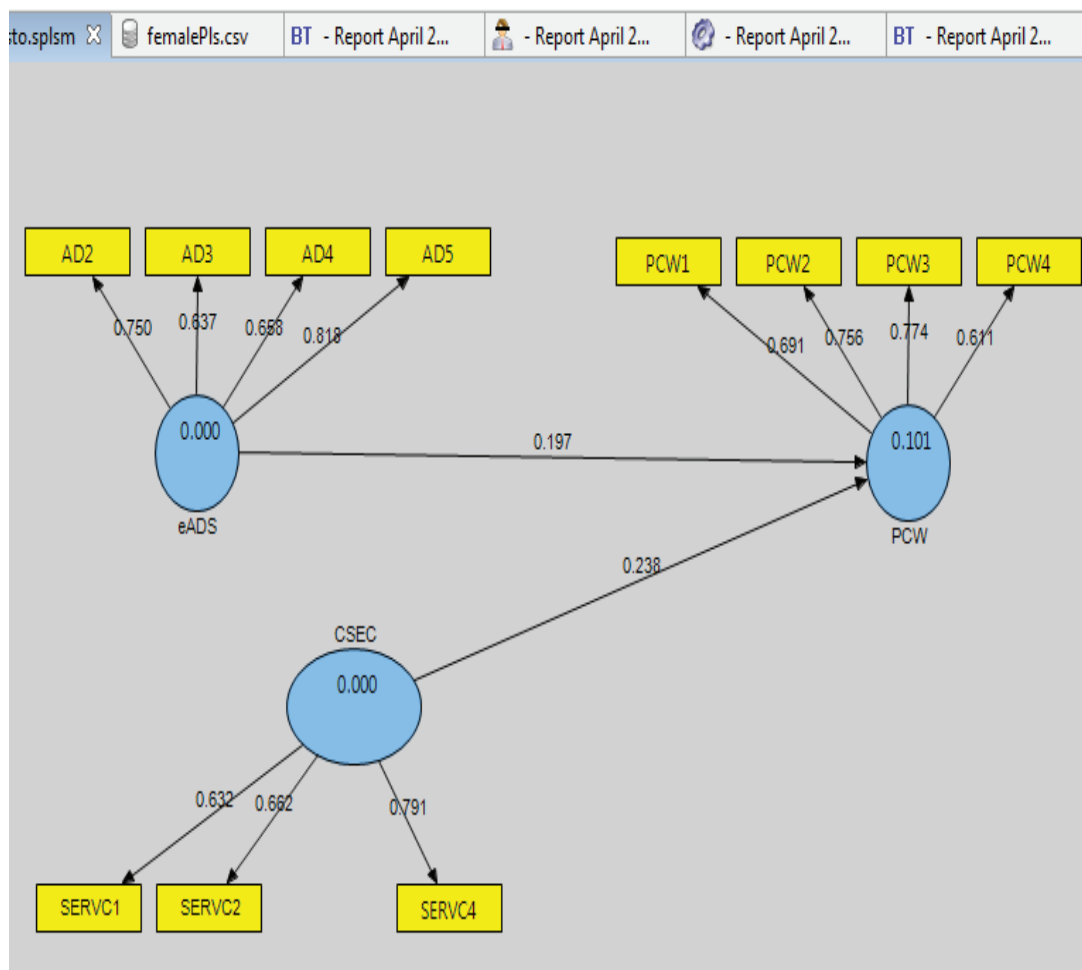 sto.splsm femalePls.csv BT - Report April 2... - Report April 2... - Report April 2... BT - Report April 2...
AD2 AD3 AD4 AD5
PCW1 PCW2 PCW3 PCW4
0.750 0.637 0.658 0.818
0.691 0.756 0.774 0.611
0.000
0.197
0.101
eADS
PCW
0.238
CSEC
0.000
0.632 0.662 0.791
SERVC1 SERVC2 SERVC4